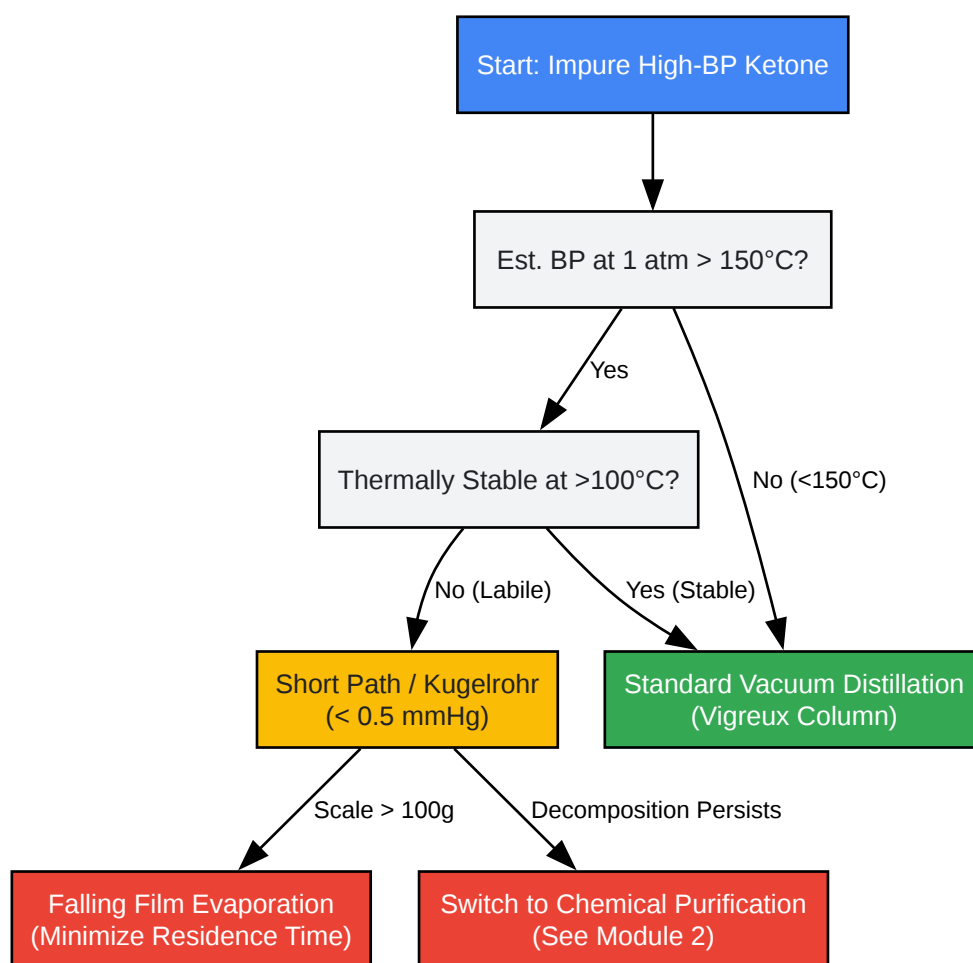 Start: Impure High-BP Ketone
Est. BP at 1 atm > 150°C?
Yes
Thermally Stable at >100°C?
No (<150°C)
No (Labile)
Yes (Stable)
Short Path / Kugelrohr
(< 0.5 mmHg)
Standard Vacuum Distillation
(Vigreux Column)
Scale > 100g
Decomposition Persists
Falling Film Evaporation
(Minimize Residence Time)
Switch to Chemical Purification
(See Module 2)